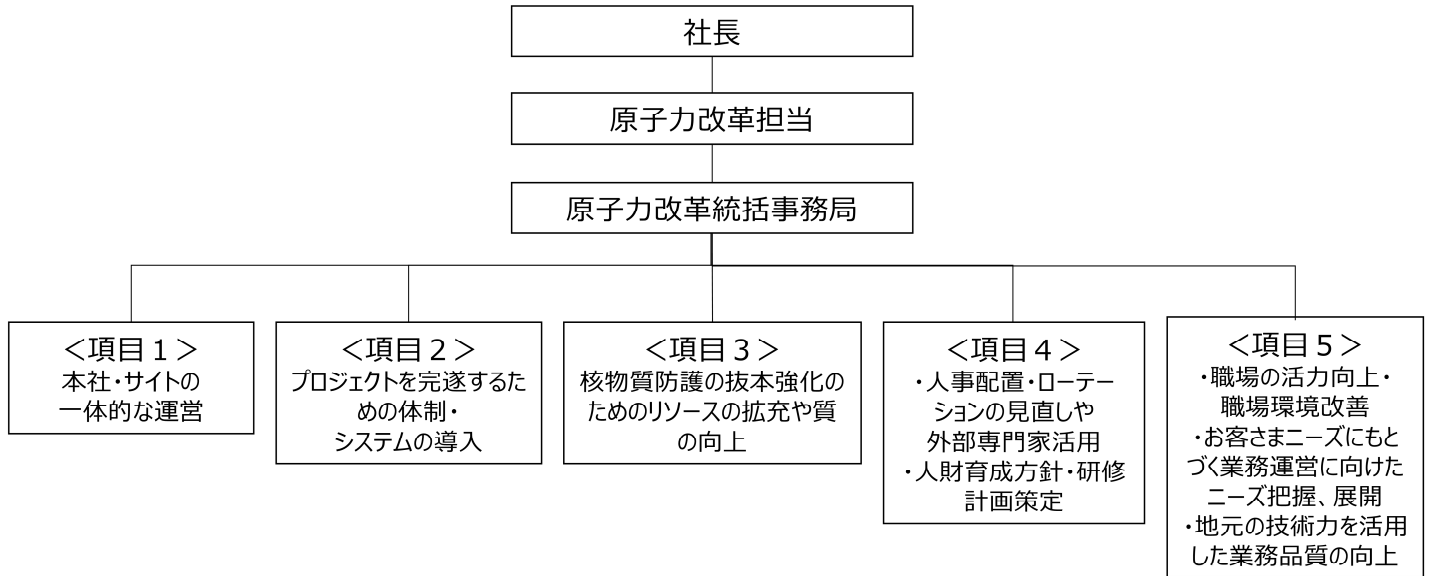 社長
原子力改革担当
原子力改革統括事務局
＜項目１＞
本社・サイトの
一体的な運営
＜項目２＞
プロジェクトを完遂するた
めの体制・
システムの導入
＜項目３＞
核物質防護の抜本強化の
ためのリソースの拡充や質
の向上
＜項目４＞
・人事配置・ローテー
ションの見直しや
外部専門家活用
・人財育成方針・研修
計画策定
＜項目５＞
・職場の活力向上・
職場環境改善
・お客さまニーズにもと
づく業務運営に向けた
ニーズ把握、展開
・地元の技術力を活用
した業務品質の向上